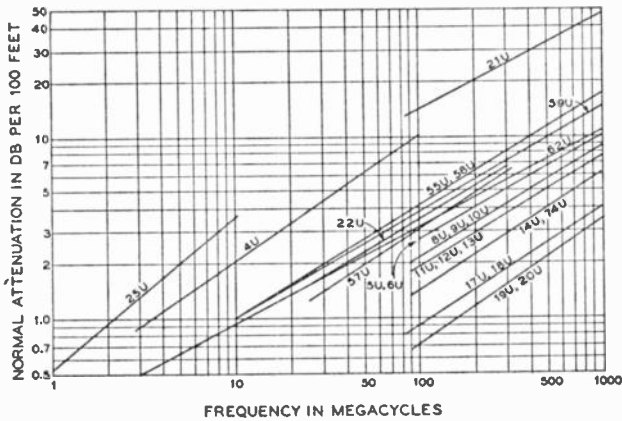 NORMAL ATTENUATION IN DB PER 100 FEET
50
40
30
20
10
7
5
4
3
2
1.0
0.7
0.5
1
10
50
100
500
1000
FREQUENCY IN MEGACYCLES
25U
4U
21U
59U
62U
55U, 58U
22U
57U
5U, 6U
8U, 9U, 10U
11U, 12U, 13U
14U, 74U
17U, 18U
19U, 20U